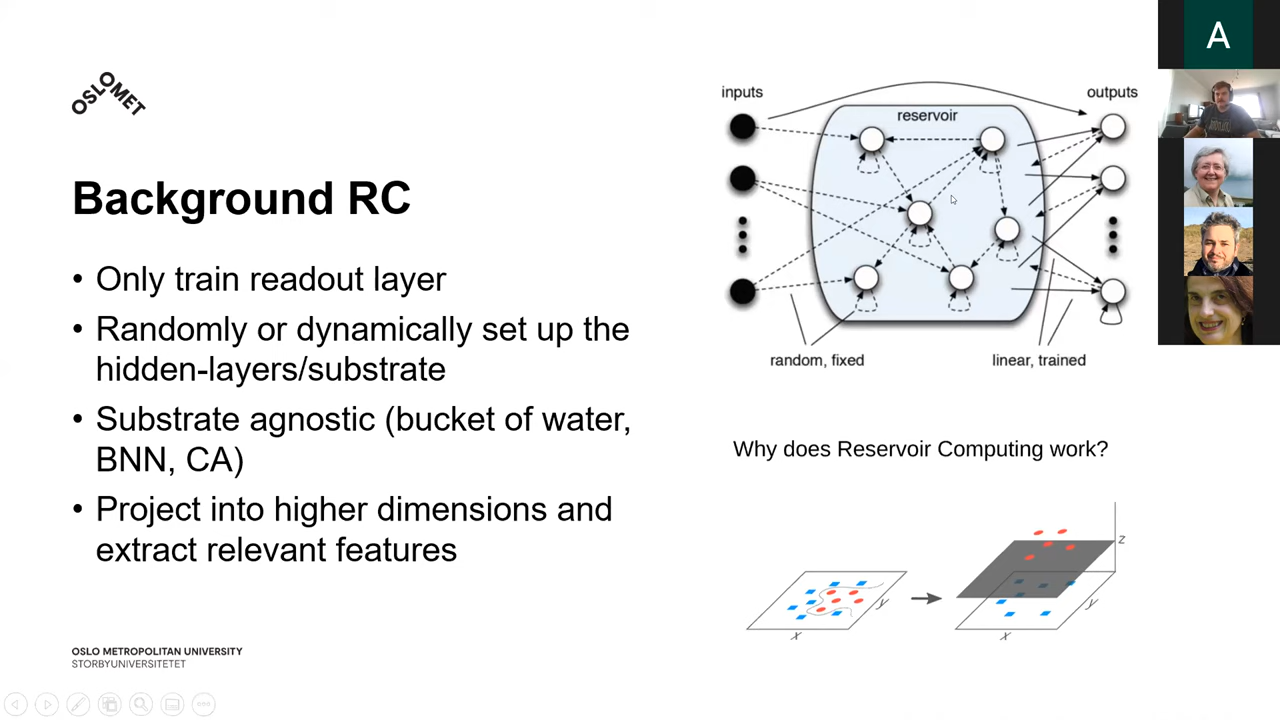 OSLOMET
Background RC
• Only train readout layer
• Randomly or dynamically set up the
hidden-layers/substrate
• Substrate agnostic (bucket of water,
BNN, CA)
• Project into higher dimensions and
extract relevant features
OSLO METROPOLITAN UNIVERSITY
STORBYUNIVERSITETET
inputs
reservoir
outputs
random, fixed
linear, trained
Why does Reservoir Computing work?
x
y
x
y
z
A